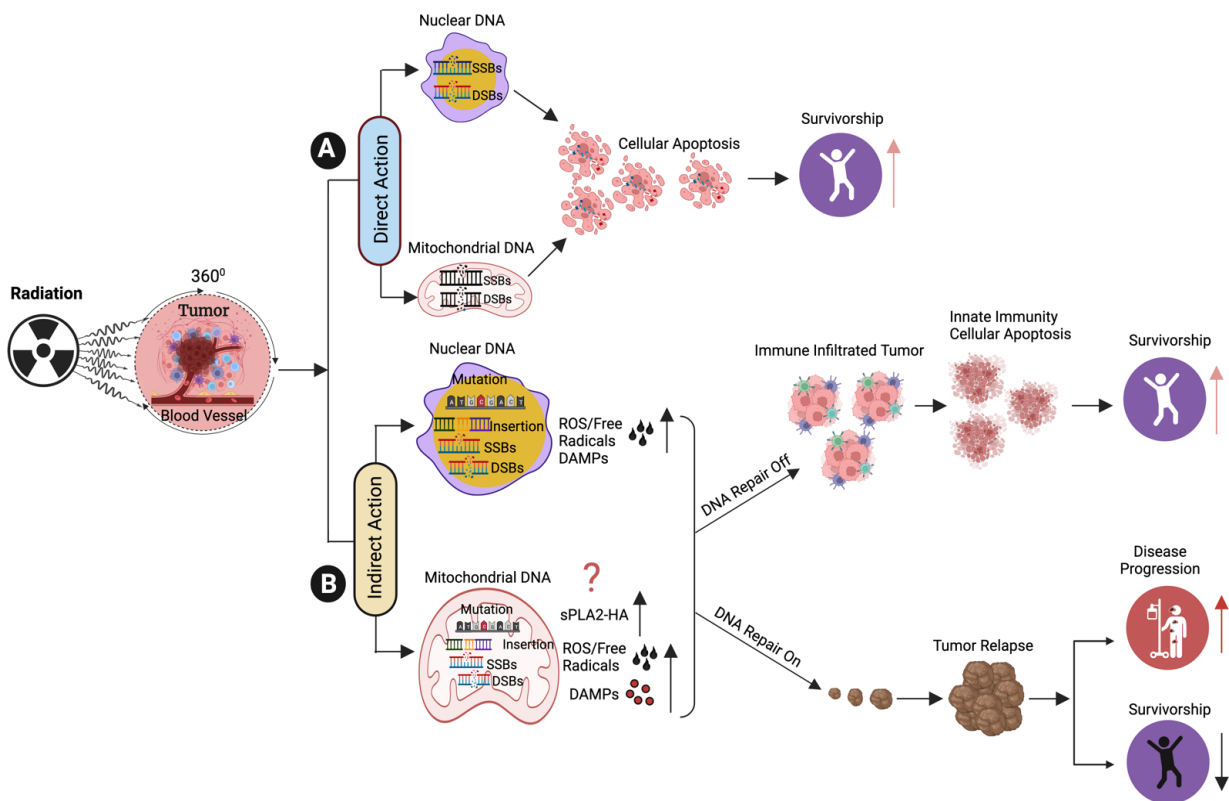 Nuclear DNA
SSBs
DSBs
A
Direct Action
Cellular Apoptosis
Survivorship
Mitochondrial DNA
SSBs
DSBs
Radiation
360⁰
Tumor
Blood Vessel
Nuclear DNA
Mutation
A T G C G A C T
Insertion
SSBs
DSBs
ROS/Free
Radicals
DAMPs
B
Indirect Action
Mitochondrial DNA
Mutation
A T G C G A C T
Insertion
SSBs
DSBs
?
sPLA2-HA
ROS/Free
Radicals
DAMPs
DNA Repair Off
Immune Infiltrated Tumor
Innate Immunity
Cellular Apoptosis
Survivorship
DNA Repair On
Tumor Relapse
Disease
Progression
Survivorship